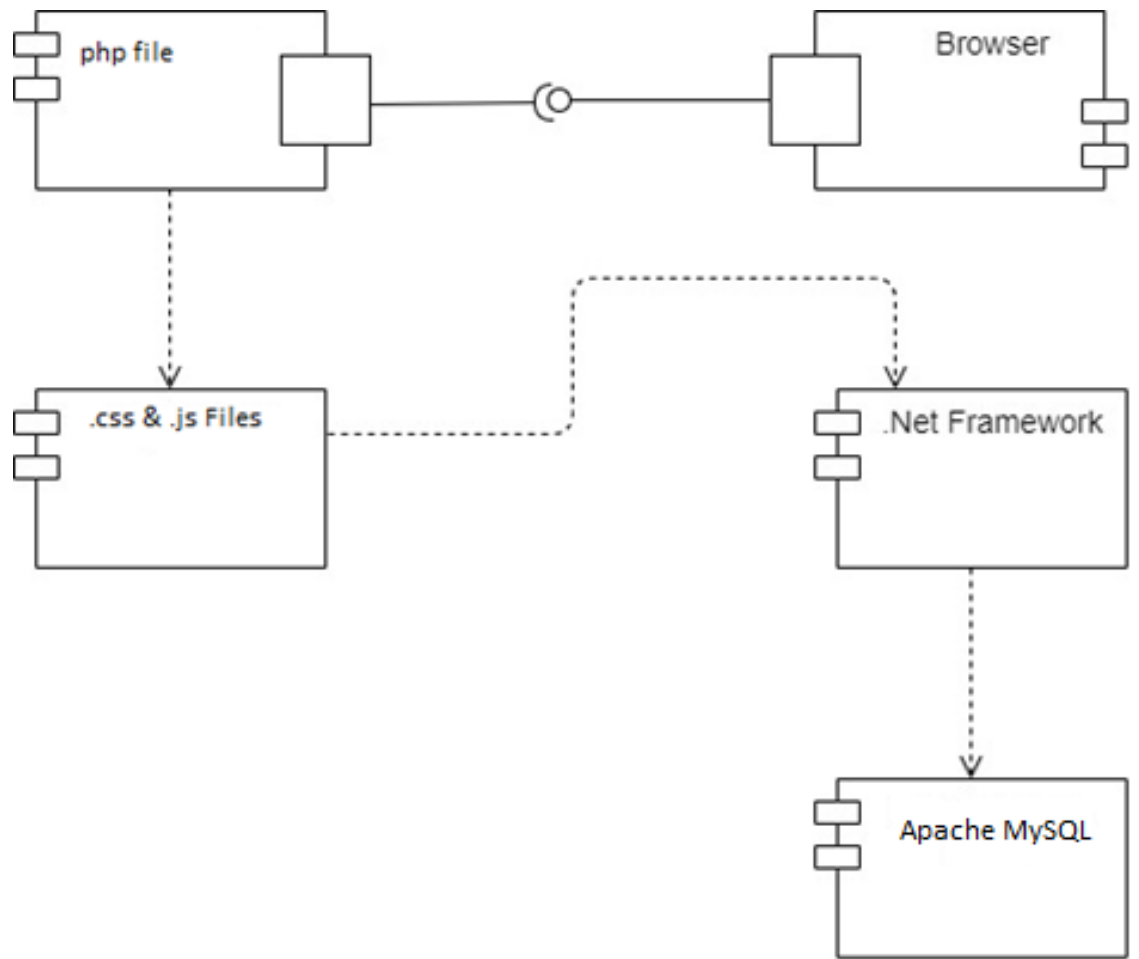 php file
Browser
.css & .js Files
.Net Framework
Apache MySQL